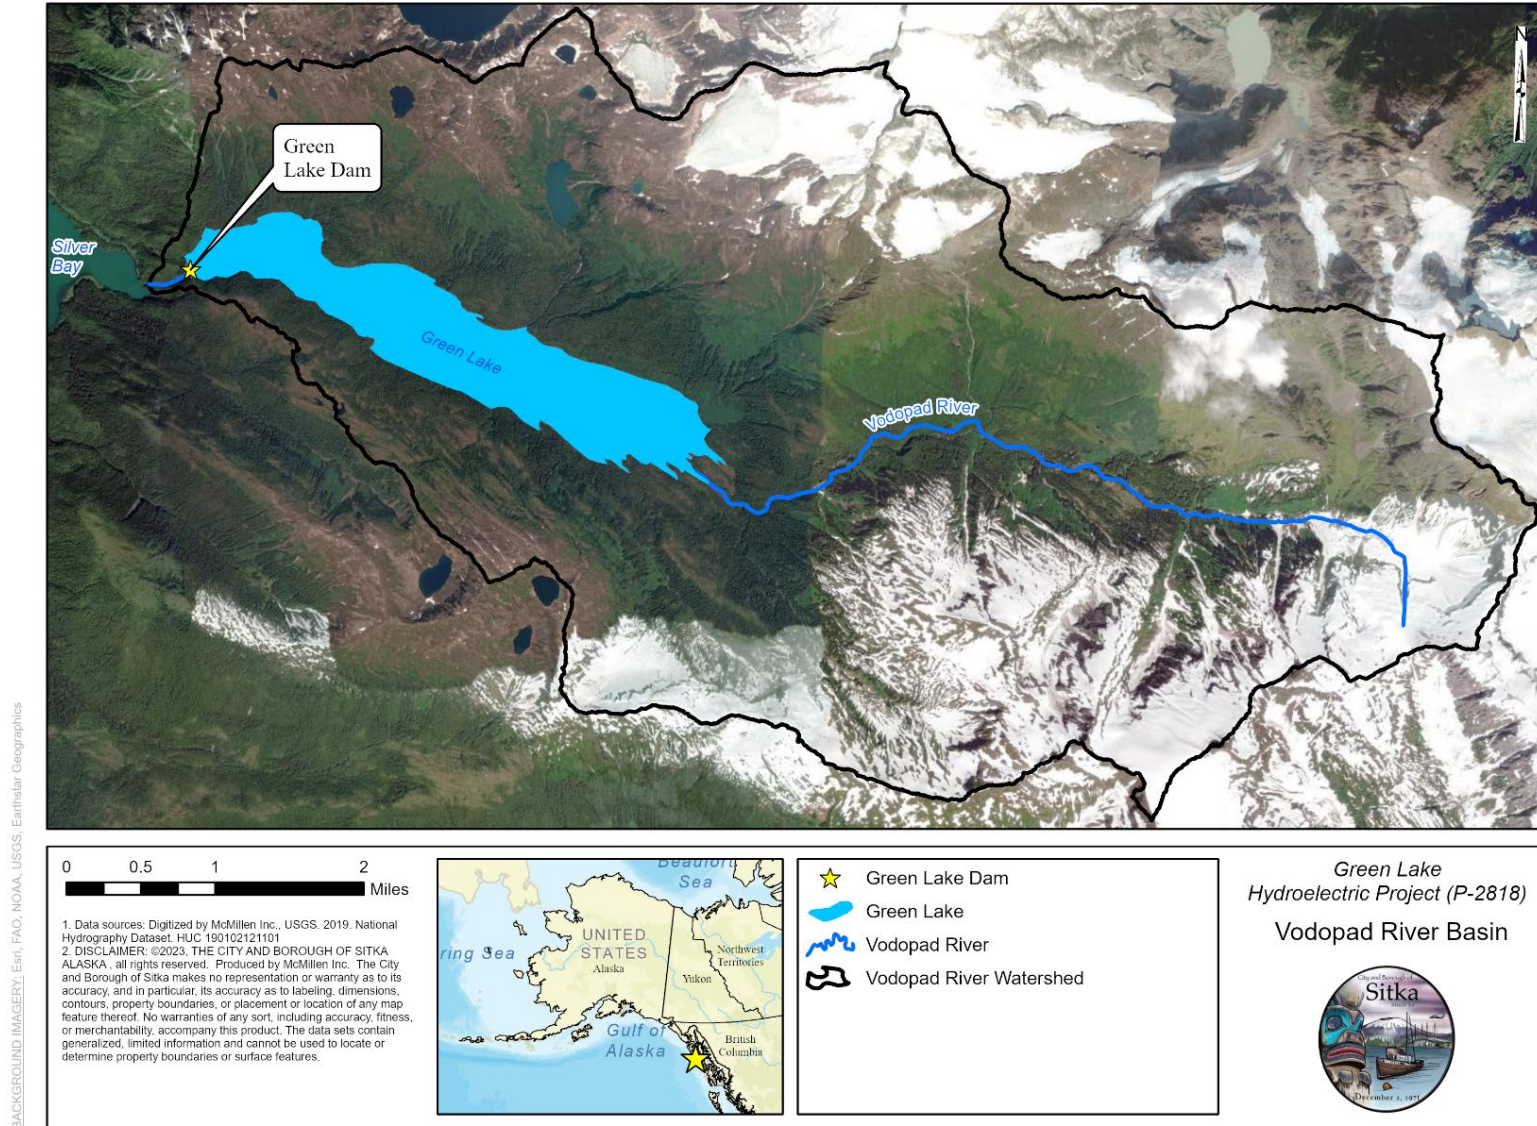 N
Green
Lake Dam
Silver
Bay
Green Lake
Vodopad River
BACKGROUND IMAGERY: Esri, FAO, NOAA, USGS, Earthstar Geographics
0 0.5 1 2
Miles
1. Data sources: Digitized by McMillen Inc., USGS. 2019. National
Hydrography Dataset. HUC 190102121101
2. DISCLAIMER: ©2023, THE CITY AND BOROUGH OF SITKA
ALASKA , all rights reserved. Produced by McMillen Inc. The City
and Borough of Sitka makes no representation or warranty as to its
accuracy, and in particular, its accuracy as to labeling, dimensions,
contours, property boundaries, or placement or location of any map
feature thereof. No warranties of any sort, including accuracy, fitness,
or merchantability, accompany this product. The data sets contain
generalized, limited information and cannot be used to locate or
determine property boundaries or surface features.
Beaufort
Sea
UNITED
STATES
Alaska
ring Sea
Northwest
Territories
Yukon
Gulf of
Alaska
British
Columbia
Green Lake Dam
Green Lake
Vodopad River
Vodopad River Watershed
Green Lake
Hydroelectric Project (P-2818)
Vodopad River Basin
City and Borough of
Sitka
December 2, 1971